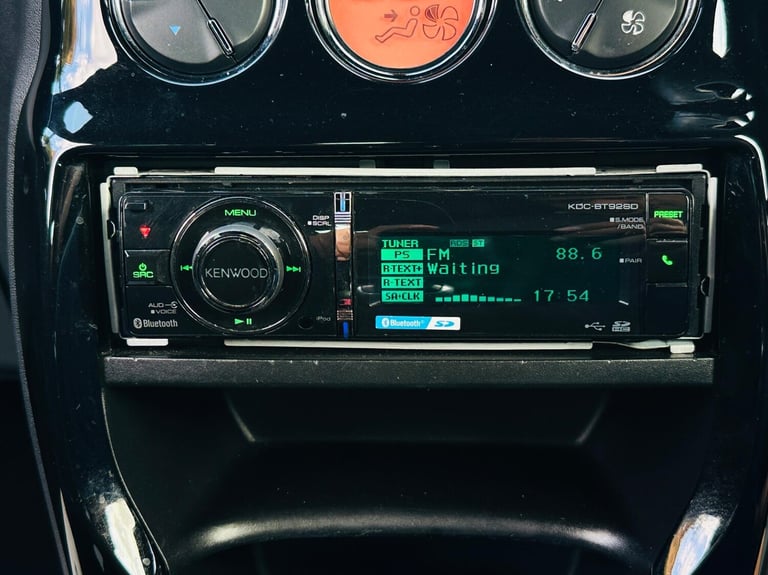 MENU
DISP
SCRL
KENWOOD
SRC
AUD
VOICE
Bluetooth
iPod
KDC-BT92SD
S.MODE
/BAND
PRESET
PAIR
TUNER RDS ST
PS FM 88.6
R.TEXT+ Waiting
R-TEXT
SA·CLK 17:54
Bluetooth SD